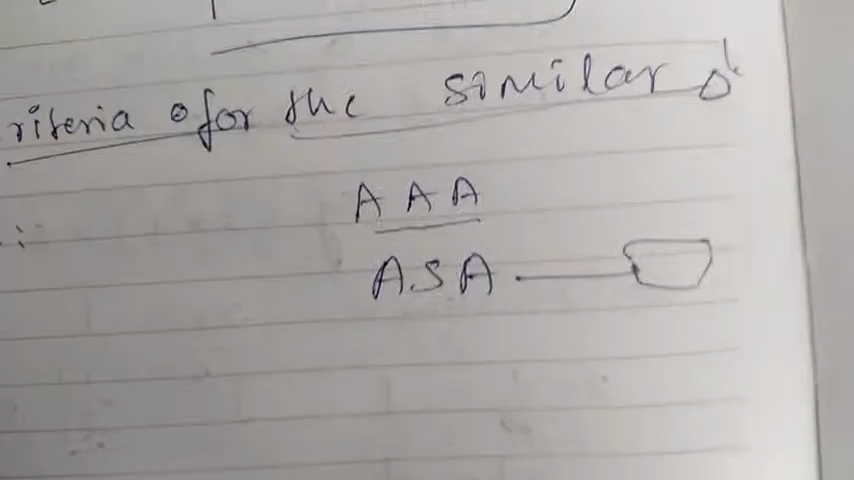 riteria for the similar Δ
AAA
ASA